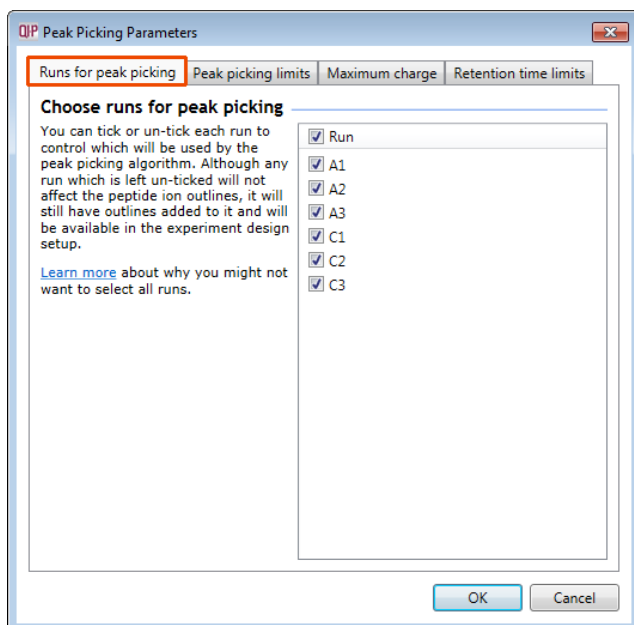 QIP Peak Picking Parameters
Runs for peak picking Peak picking limits Maximum charge Retention time limits
Choose runs for peak picking
You can tick or un-tick each run to
control which will be used by the
peak picking algorithm. Although any
run which is left un-ticked will not
affect the peptide ion outlines, it will
still have outlines added to it and will
be available in the experiment design
setup.
Learn more about why you might not
want to select all runs.
Run
A1
A2
A3
C1
C2
C3
OK Cancel